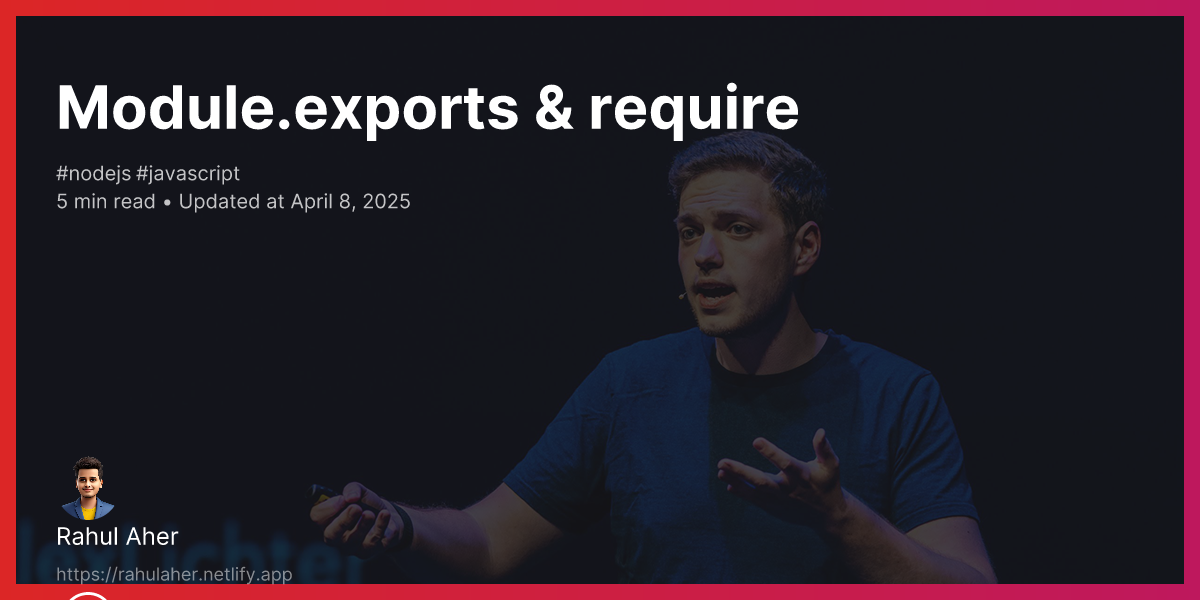 Module.exports & require
#nodejs #javascript
5 min read • Updated at April 8, 2025
Rahul Aher
https://rahulaher.netlify.app